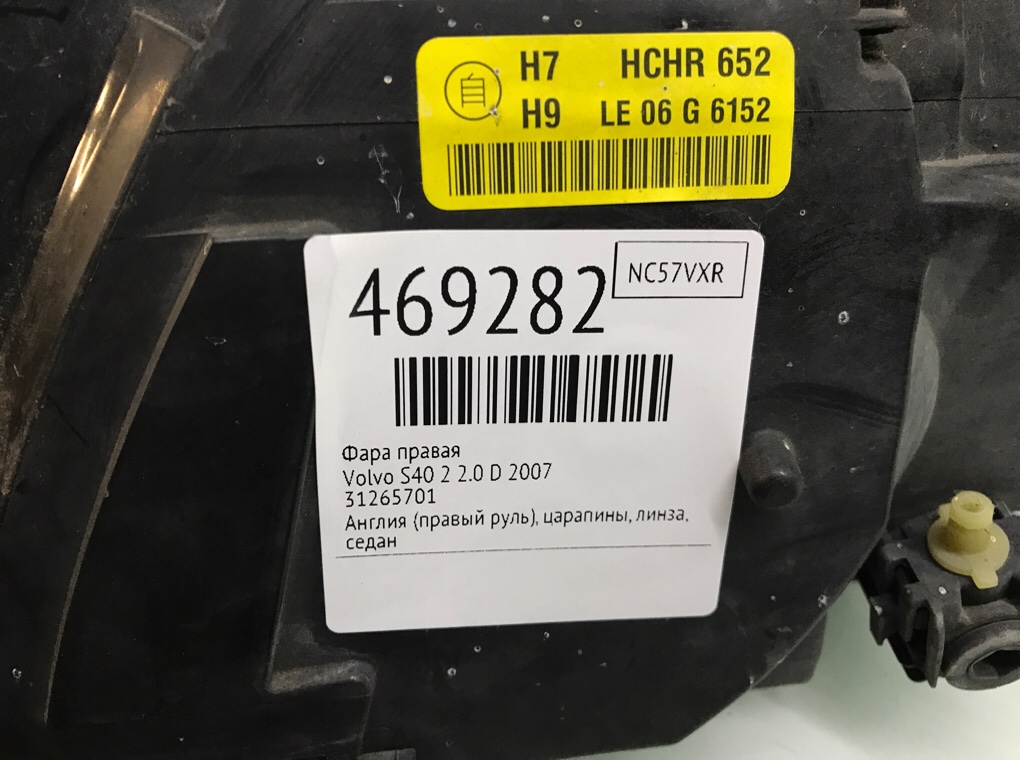 自 H7 HCHR 652
H9 LE 06 G 6152
469282
NC57VXR
Фара правая
Volvo S40 2 2.0 D 2007
31265701
Англия (правый руль), царапины, линза,
седан